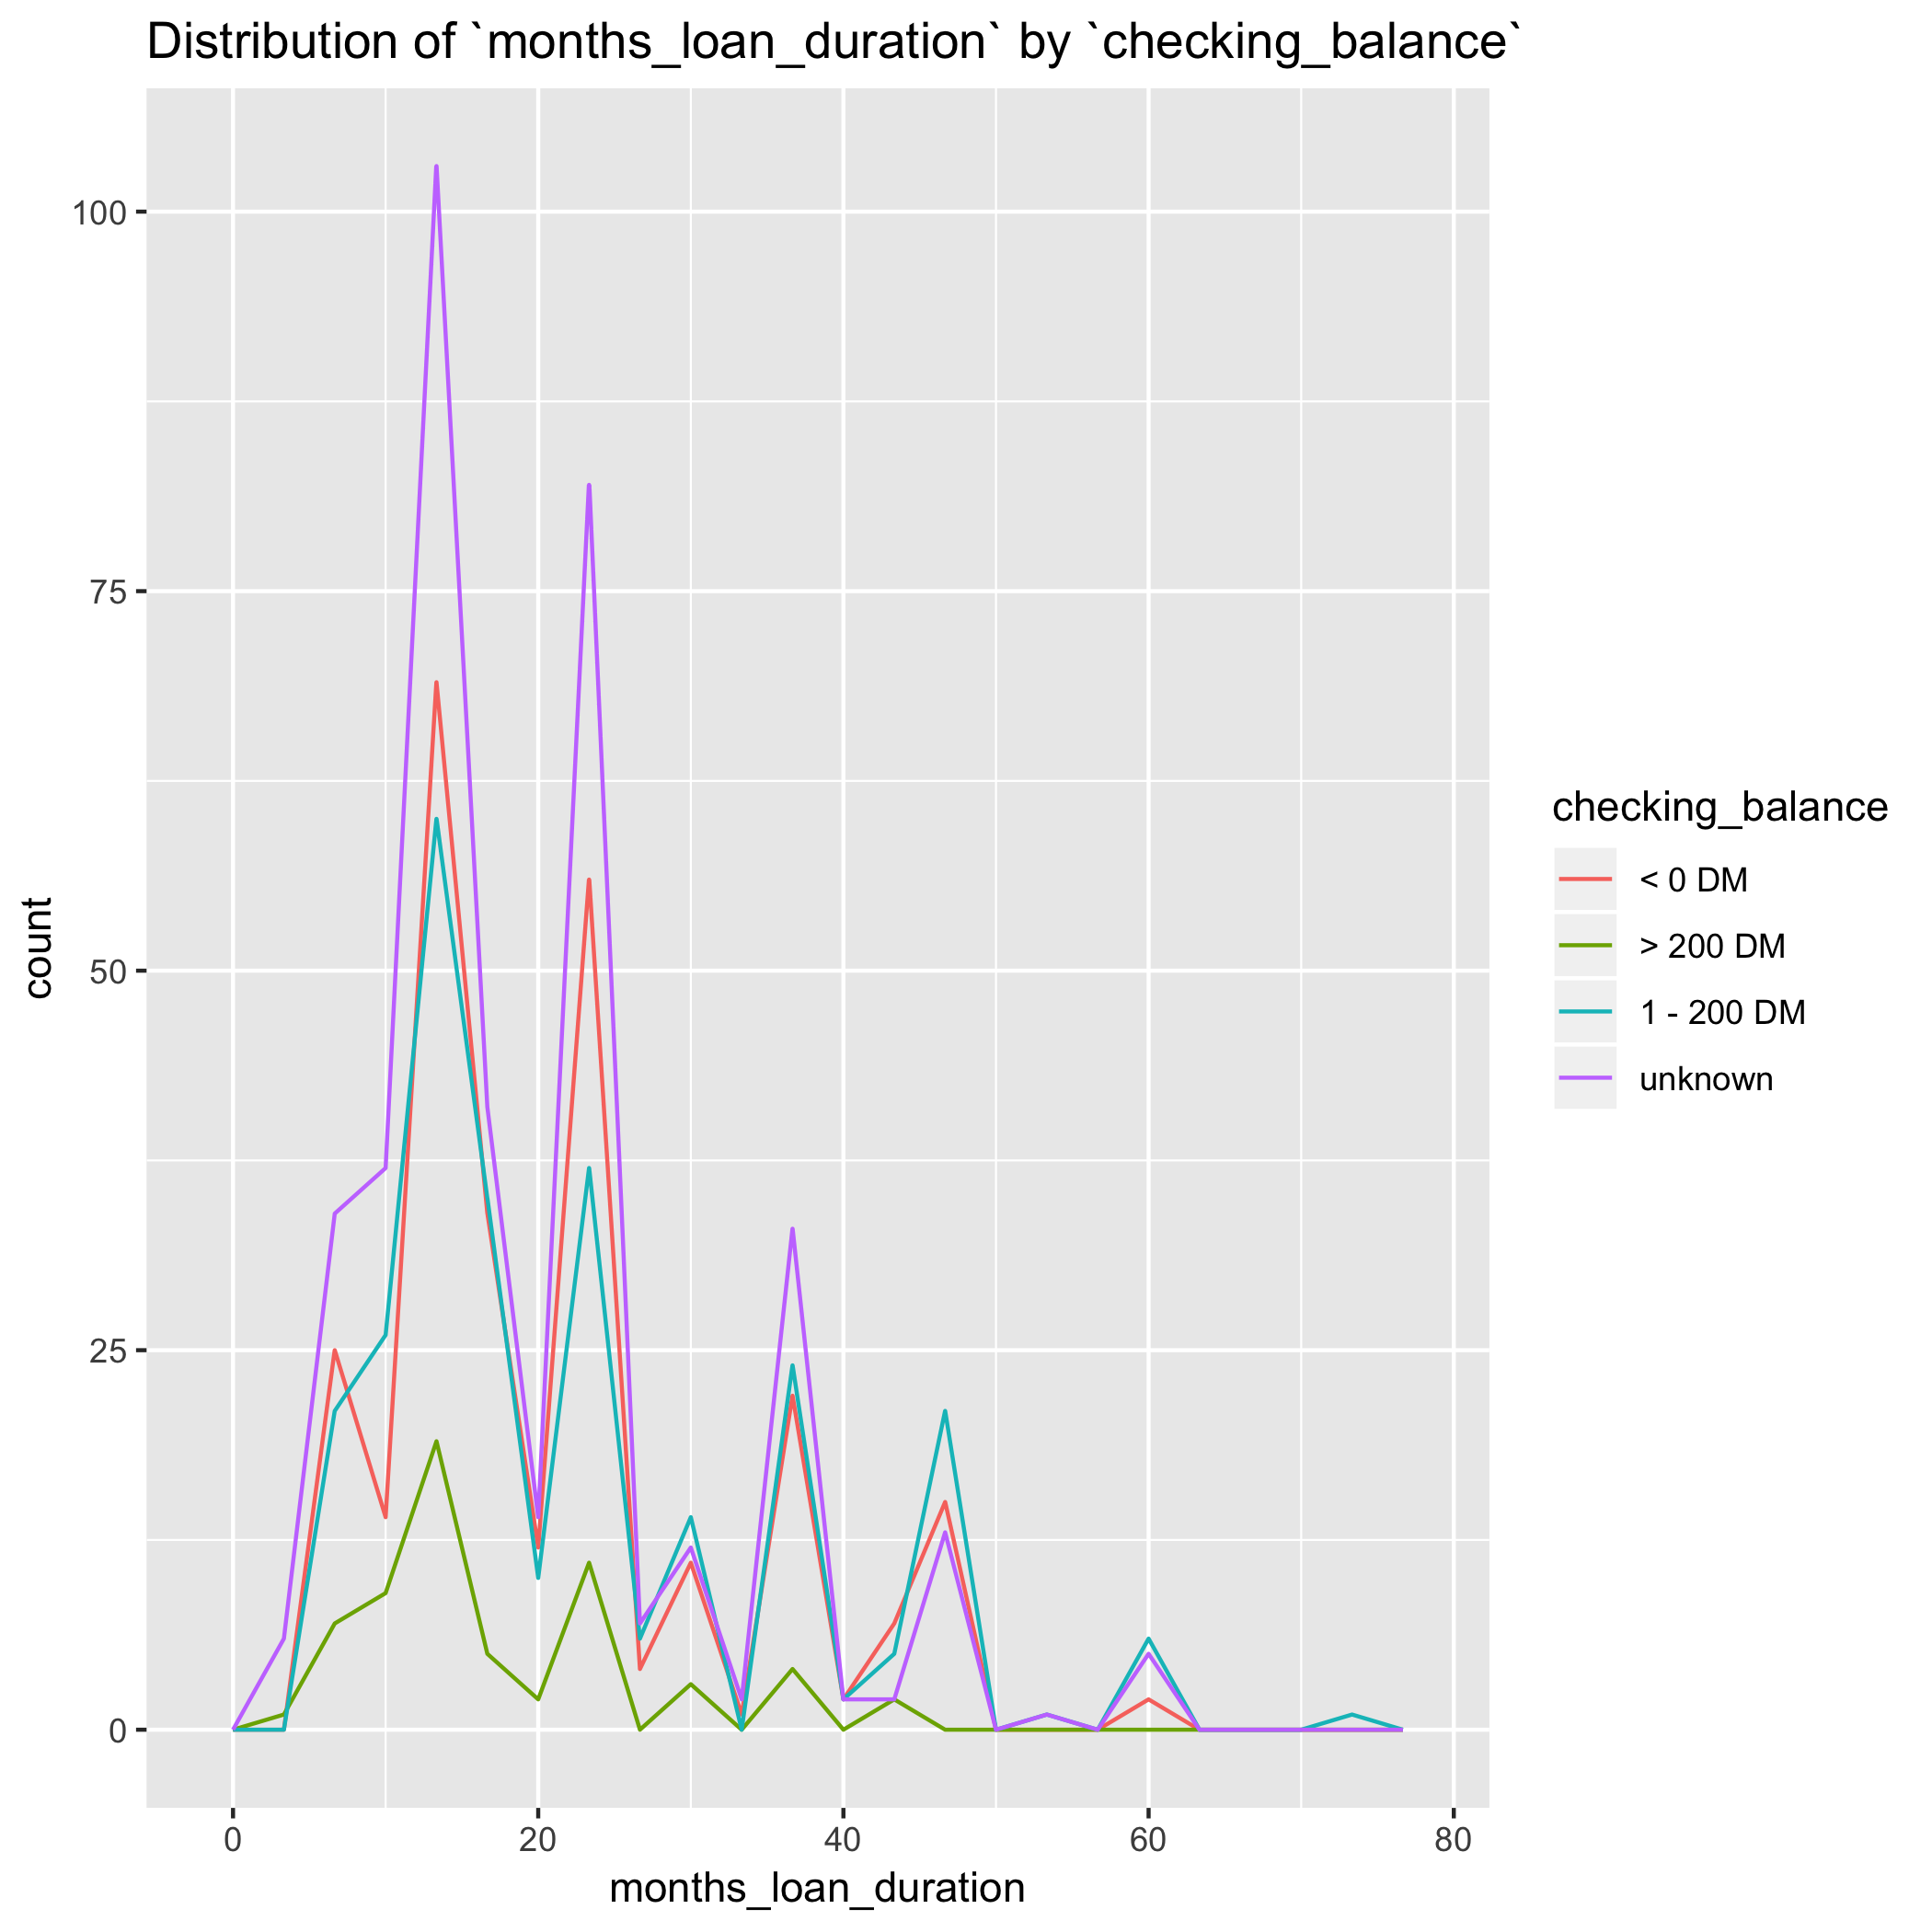 Distribution of `months_loan_duration` by `checking_balance`
100
75
50
25
0
count
0 20 40 60 80
months_loan_duration
checking_balance
< 0 DM
> 200 DM
1 - 200 DM
unknown